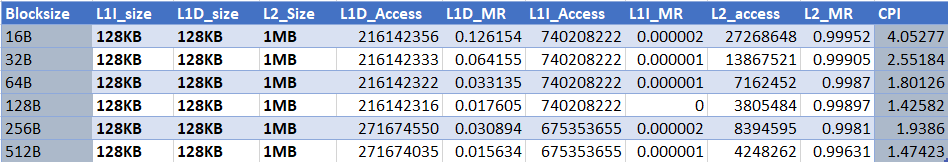 Blocksize L1I_size L1D_size L2_Size L1D_Access L1D_MR L1I_Access L1I_MR L2_access L2_MR CPI
16B 128KB 128KB 1MB 216142356 0.126154 740208222 0.000002 27268648 0.99952 4.05277
32B 128KB 128KB 1MB 216142333 0.064155 740208222 0.000001 13867521 0.99905 2.55184
64B 128KB 128KB 1MB 216142322 0.033135 740208222 0.000001 7162452 0.9987 1.80126
128B 128KB 128KB 1MB 216142316 0.017605 740208222 0 3805484 0.99897 1.42582
256B 128KB 128KB 1MB 271674550 0.030894 675353655 0.000002 8394595 0.9981 1.9386
512B 128KB 128KB 1MB 271674035 0.015657 675353655 0.000001 4248262 0.99631 1.47423